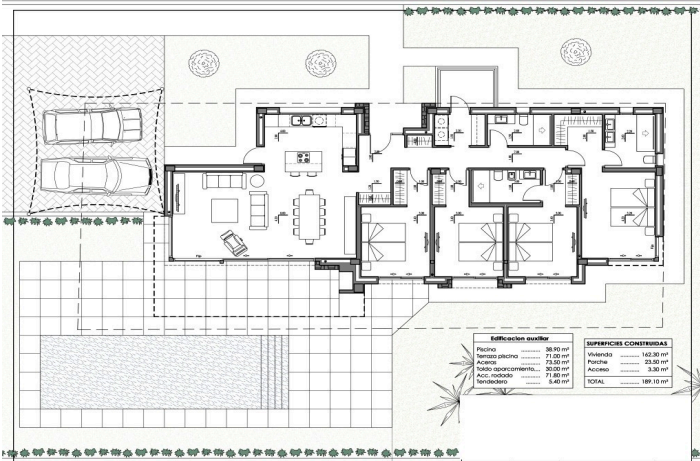 Edificacion auxiliar
Piscina ............ 38.90 m²
Terraza piscina ............ 71.00 m²
Aceras ............ 73.50 m²
Toldo aparcamiento.... 30.00 m²
Acc. rodado ............ 71.80 m²
Tendedero ............ 5.40 m²
SUPERFICIES CONSTRUIDAS
Vivienda ............ 162.30 m²
Porche ............ 23.50 m²
Acceso ............ 3.30 m²
TOTAL ............ 189.10 m²